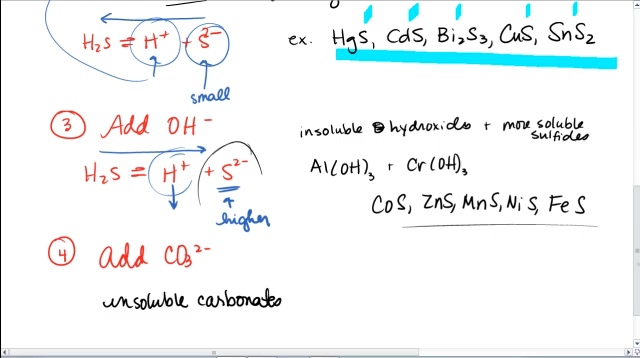 H₂S = H⁺ + S²⁻
small
ex. HgS, CdS, Bi₂S₃, CuS, SnS₂
③ Add OH⁻
H₂S = H⁺ + S²⁻
higher
insoluble hydroxides + more soluble
sulfides
Al(OH)₃ + Cr(OH)₃
CoS, ZnS, MnS, NiS, FeS
④ Add CO₃²⁻
unsoluble carbonates